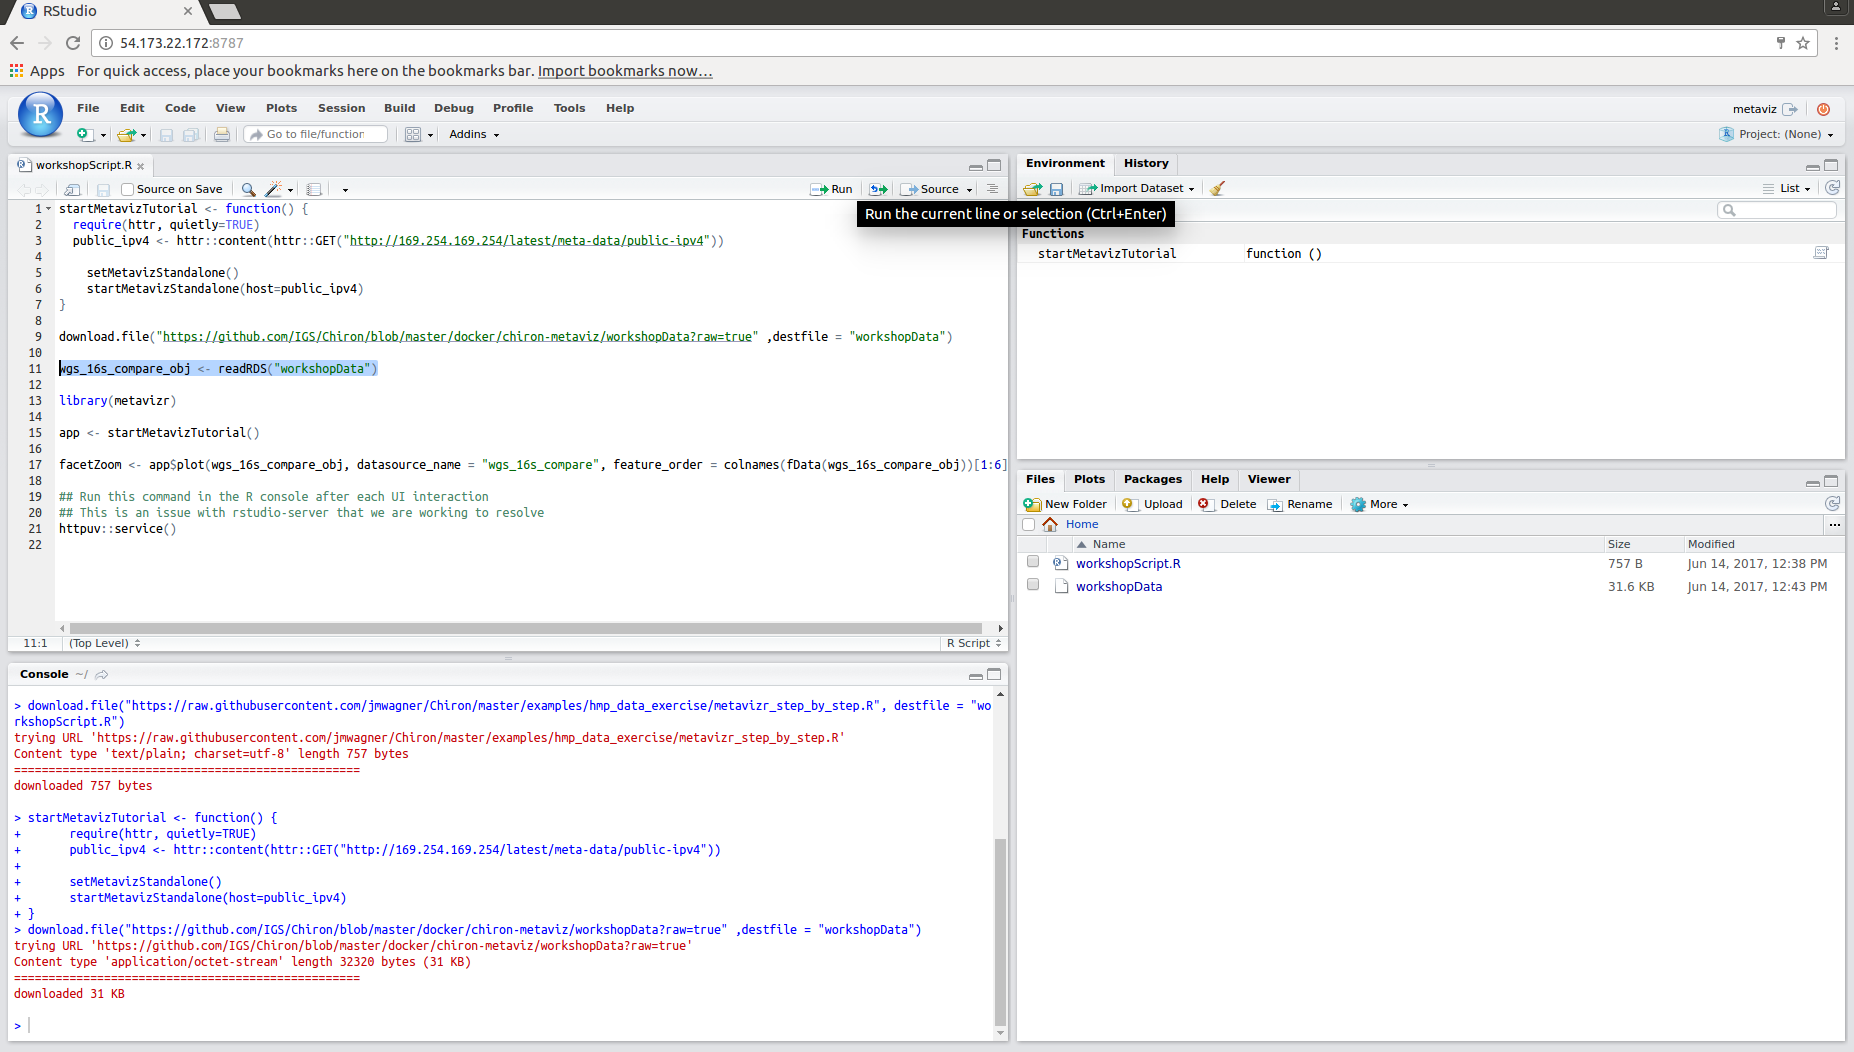 RStudio
54.173.22.172:8787
Apps For quick access, place your bookmarks here on the bookmarks bar. Import bookmarks now...
R File Edit Code View Plots Session Build Debug Profile Tools Help metaviz
Go to file/function Addins Project: (None)
workshopScript.R
Source on Save Run Source
1 startMetavizTutorial <- function() {
2 require(httr, quietly=TRUE)
3 public_ipv4 <- httr::content(httr::GET("http://169.254.169.254/latest/meta-data/public-ipv4"))
4
5 setMetavizStandalone()
6 startMetavizStandalone(host=public_ipv4)
7 }
8
9 download.file("https://github.com/IGS/Chiron/blob/master/docker/chiron-metaviz/workshopData?raw=true" ,destfile = "workshopData")
10
11 wgs_16s_compare_obj <- readRDS("workshopData")
12
13 library(metavizr)
14
15 app <- startMetavizTutorial()
16
17 facetZoom <- app$plot(wgs_16s_compare_obj, datasource_name = "wgs_16s_compare", feature_order = colnames(fData(wgs_16s_compare_obj))[1:6]
18
19 ## Run this command in the R console after each UI interaction
20 ## This is an issue with rstudio-server that we are working to resolve
21 httpuv::service()
22
11:1 (Top Level) R Script
Run the current line or selection (Ctrl+Enter)
Console ~/
> download.file("https://raw.githubusercontent.com/jmwagner/Chiron/master/examples/hmp_data_exercise/metavizr_step_by_step.R", destfile = "wo
rkshopScript.R")
trying URL 'https://raw.githubusercontent.com/jmwagner/Chiron/master/examples/hmp_data_exercise/metavizr_step_by_step.R'
Content type 'text/plain; charset=utf-8' length 757 bytes
==================================================
downloaded 757 bytes
> startMetavizTutorial <- function() {
+ require(httr, quietly=TRUE)
+ public_ipv4 <- httr::content(httr::GET("http://169.254.169.254/latest/meta-data/public-ipv4"))
+
+ setMetavizStandalone()
+ startMetavizStandalone(host=public_ipv4)
+ }
> download.file("https://github.com/IGS/Chiron/blob/master/docker/chiron-metaviz/workshopData?raw=true" ,destfile = "workshopData")
trying URL 'https://github.com/IGS/Chiron/blob/master/docker/chiron-metaviz/workshopData?raw=true'
Content type 'application/octet-stream' length 32320 bytes (31 KB)
==================================================
downloaded 31 KB
>
Environment History
Import Dataset List
Functions
startMetavizTutorial function ()
Files Plots Packages Help Viewer
New Folder Upload Delete Rename More
Home ...
Name Size Modified
workshopScript.R 757 B Jun 14, 2017, 12:38 PM
workshopData 31.6 KB Jun 14, 2017, 12:43 PM